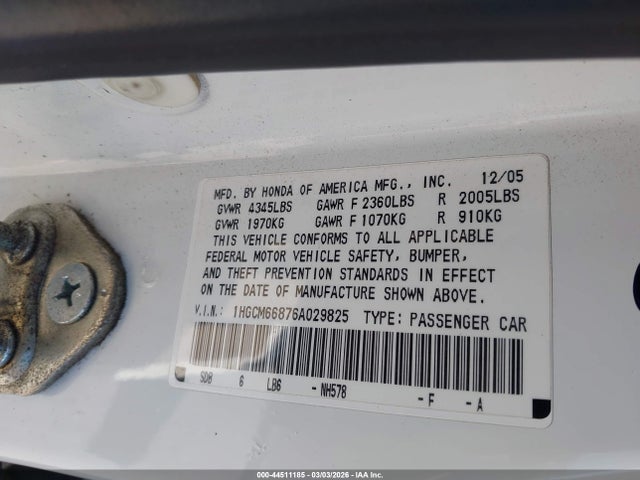 MFD. BY HONDA OF AMERICA MFG., INC. 12/05
GVWR 4345LBS GAWR F 2360LBS R 2005LBS
GVWR 1970KG GAWR F 1070KG R 910KG
THIS VEHICLE CONFORMS TO ALL APPLICABLE
FEDERAL MOTOR VEHICLE SAFETY, BUMPER,
AND THEFT PREVENTION STANDARDS IN EFFECT
ON THE DATE OF MANUFACTURE SHOWN ABOVE.
V.I.N.: 1HGCM66876A029825 TYPE: PASSENGER CAR
SDB 6 LB6 -NH578 -F -A
000-44511185 - 03/03/2026 - IAA Inc.